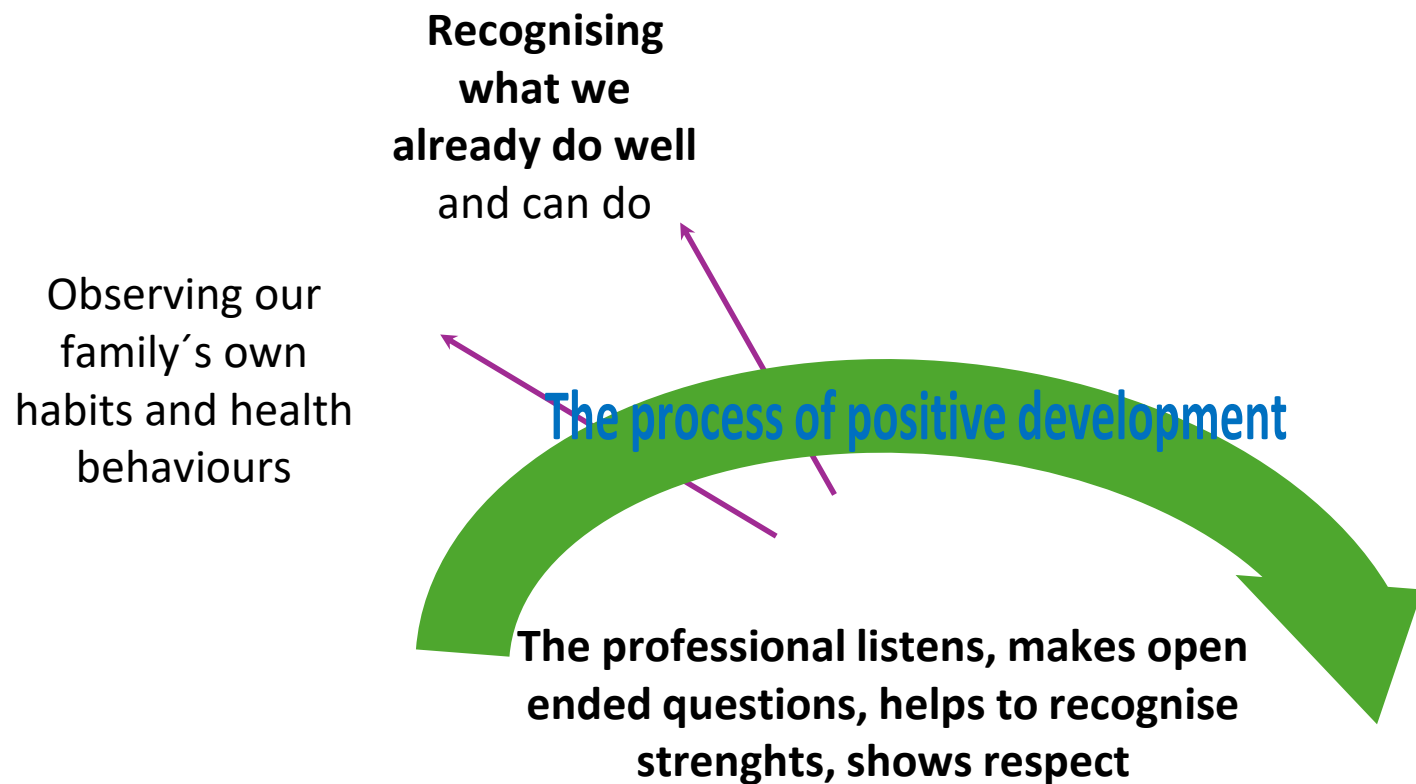 Recognising
what we
already do well
and can do
Observing our
family´s own
habits and health
behaviours
The process of positive development
The professional listens, makes open
ended questions, helps to recognise
strenghts, shows respect